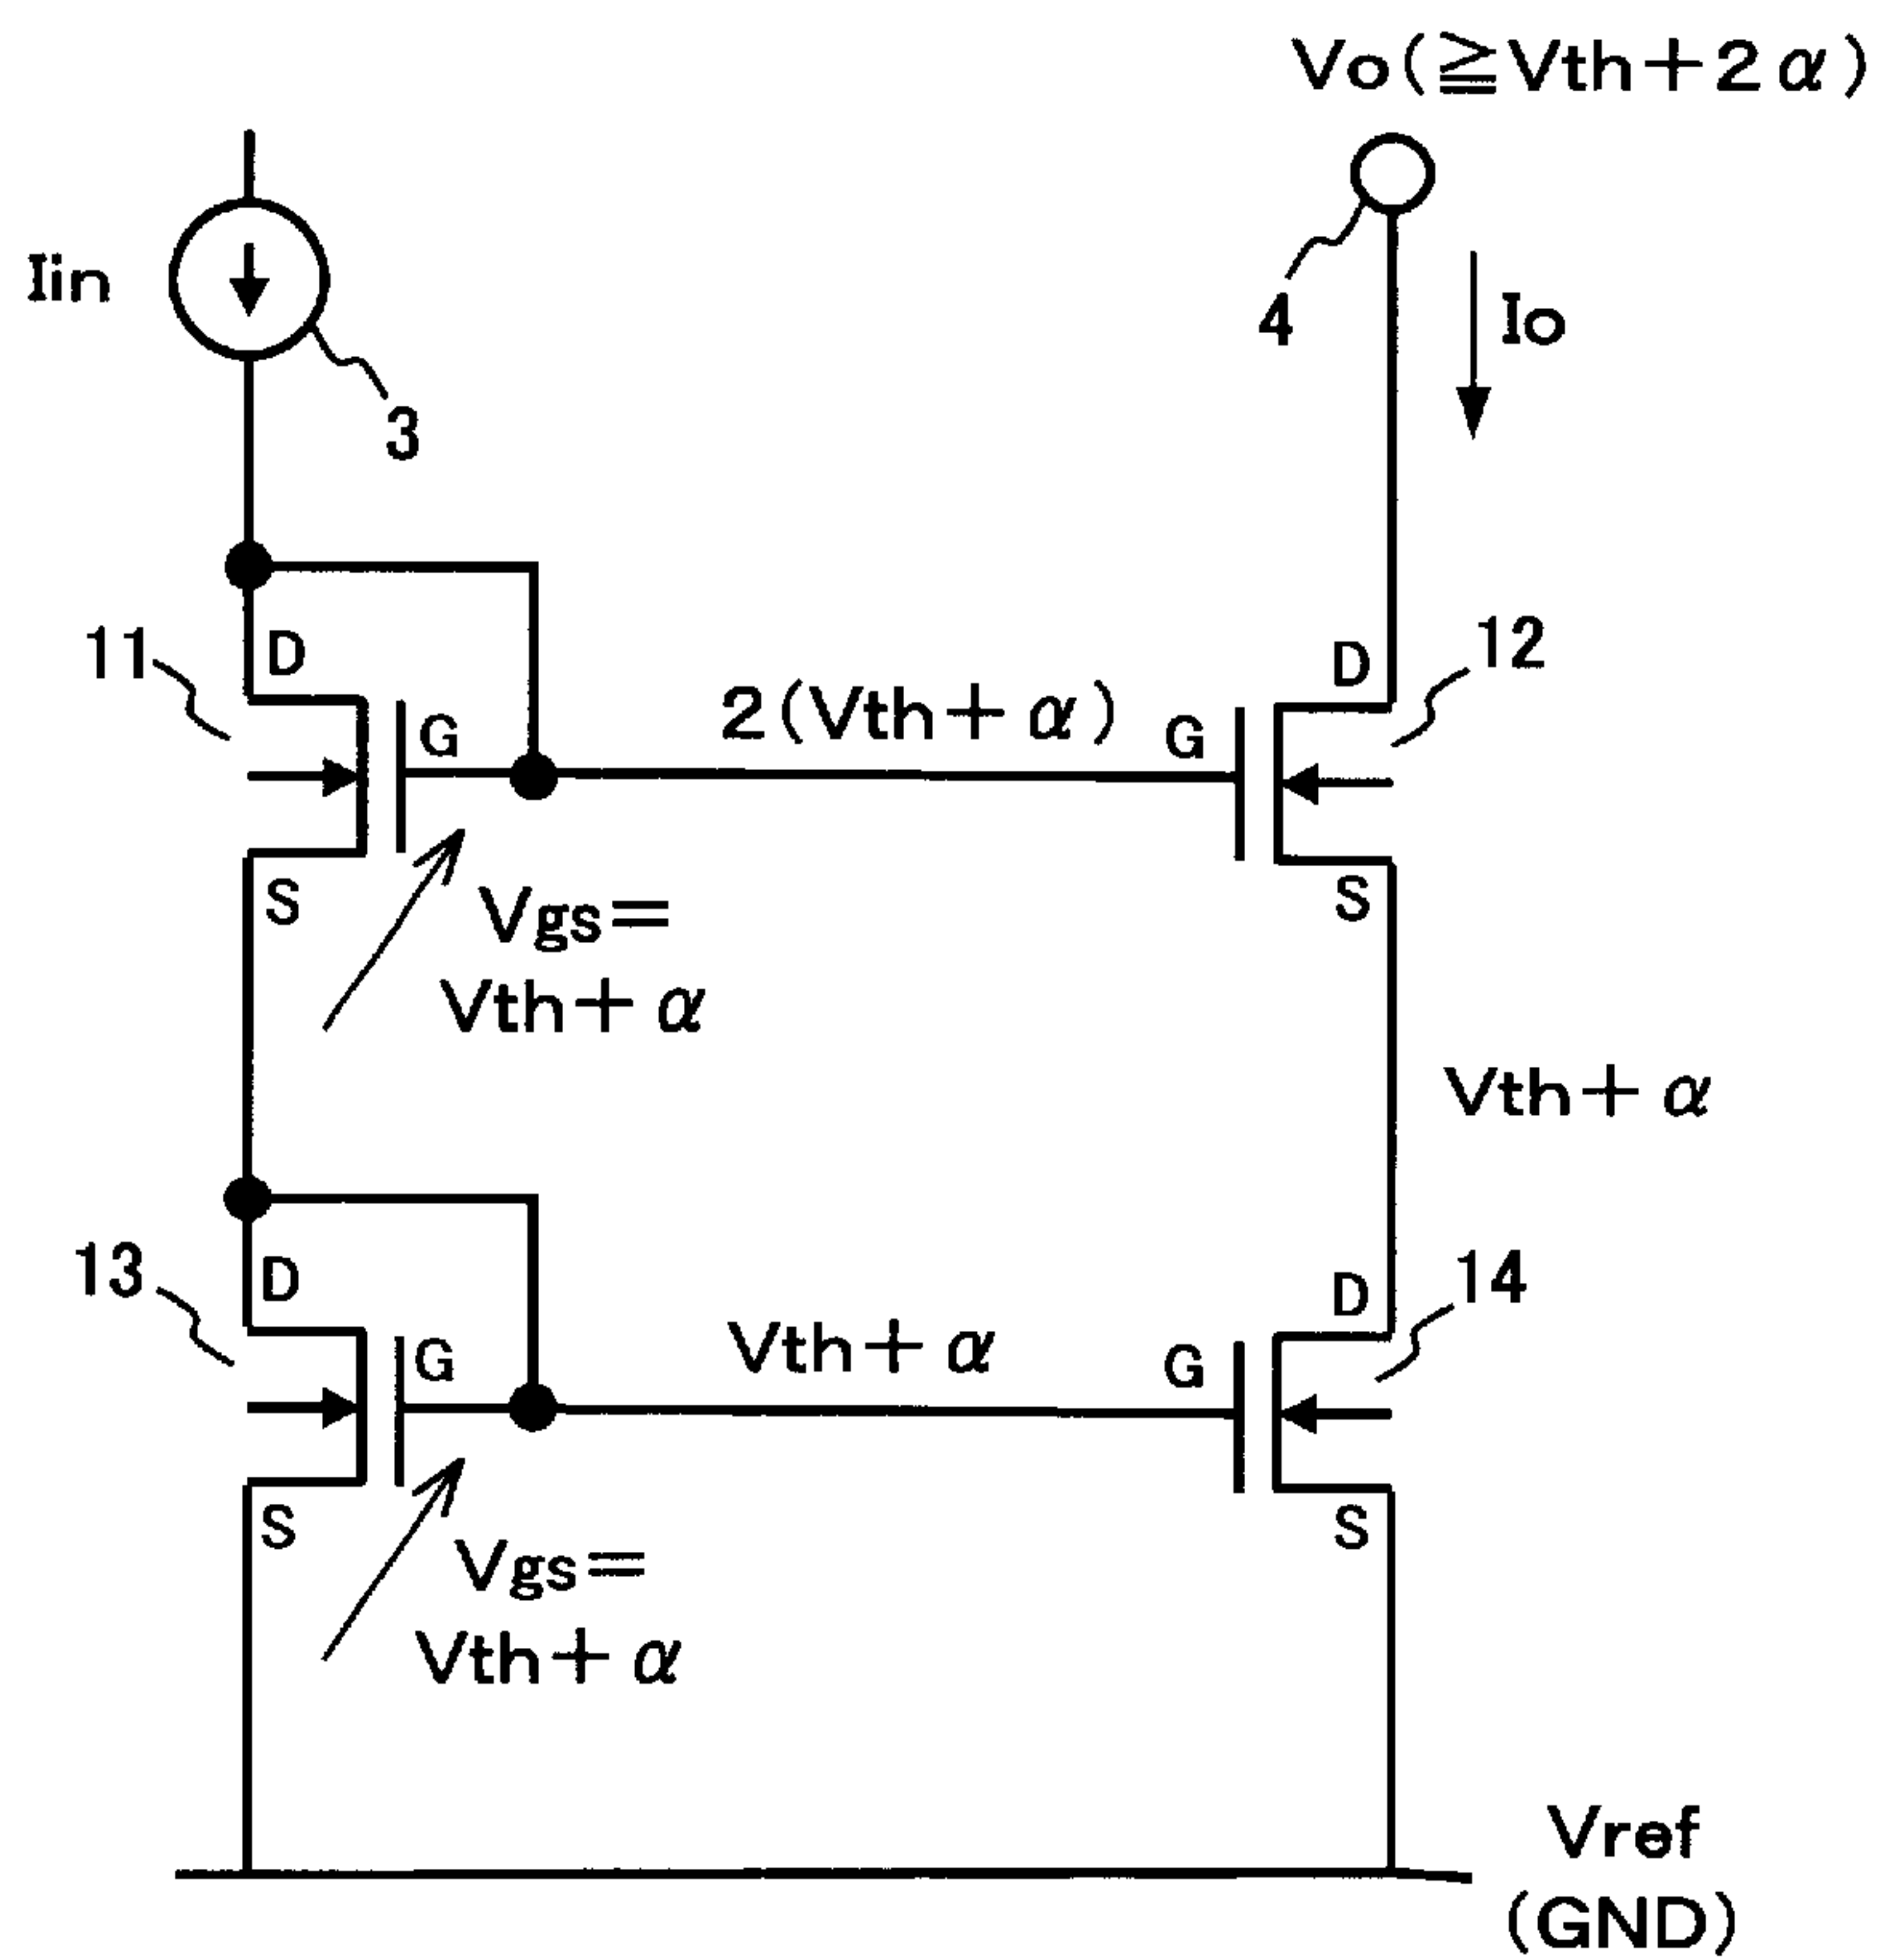 Vo(≧Vth+2α)
Iin
3
4
Io
11
D
G
2(Vth+α)
G
D
12
S
Vgs=
Vth+α
S
Vth+α
13
D
G
Vth+α
G
D
14
S
Vgs=
Vth+α
S
Vref
(GND)